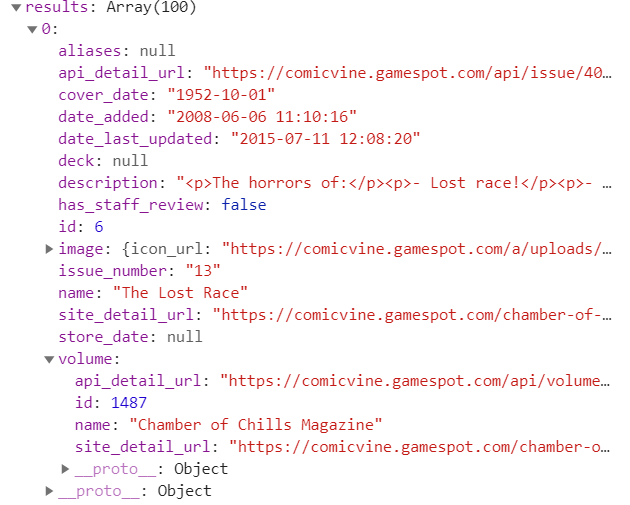 results: Array(100)
0:
aliases: null
api_detail_url: "https://comicvine.gamespot.com/api/issue/40…
cover_date: "1952-10-01"
date_added: "2008-06-06 11:10:16"
date_last_updated: "2015-07-11 12:08:20"
deck: null
description: "<p>The horrors of:</p><p>- Lost race!</p><p>- …
has_staff_review: false
id: 6
image: {icon_url: "https://comicvine.gamespot.com/a/uploads/…
issue_number: "13"
name: "The Lost Race"
site_detail_url: "https://comicvine.gamespot.com/chamber-of-…
store_date: null
volume:
api_detail_url: "https://comicvine.gamespot.com/api/volume…
id: 1487
name: "Chamber of Chills Magazine"
site_detail_url: "https://comicvine.gamespot.com/chamber-o…
__proto__: Object
__proto__: Object